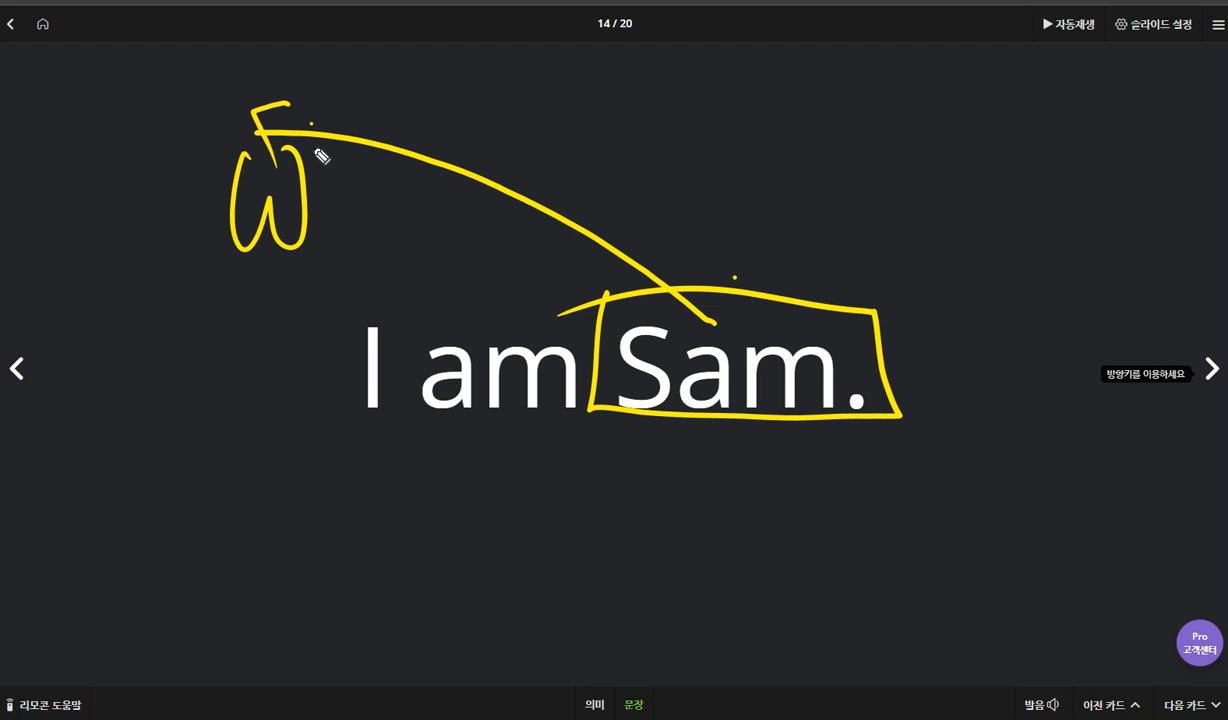 14 / 20
자동재생
슬라이드 설정
I am Sam.
방향키를 이용하세요
Pro
고객센터
리모콘 도움말
의미
문장
발음
이전 카드
다음 카드